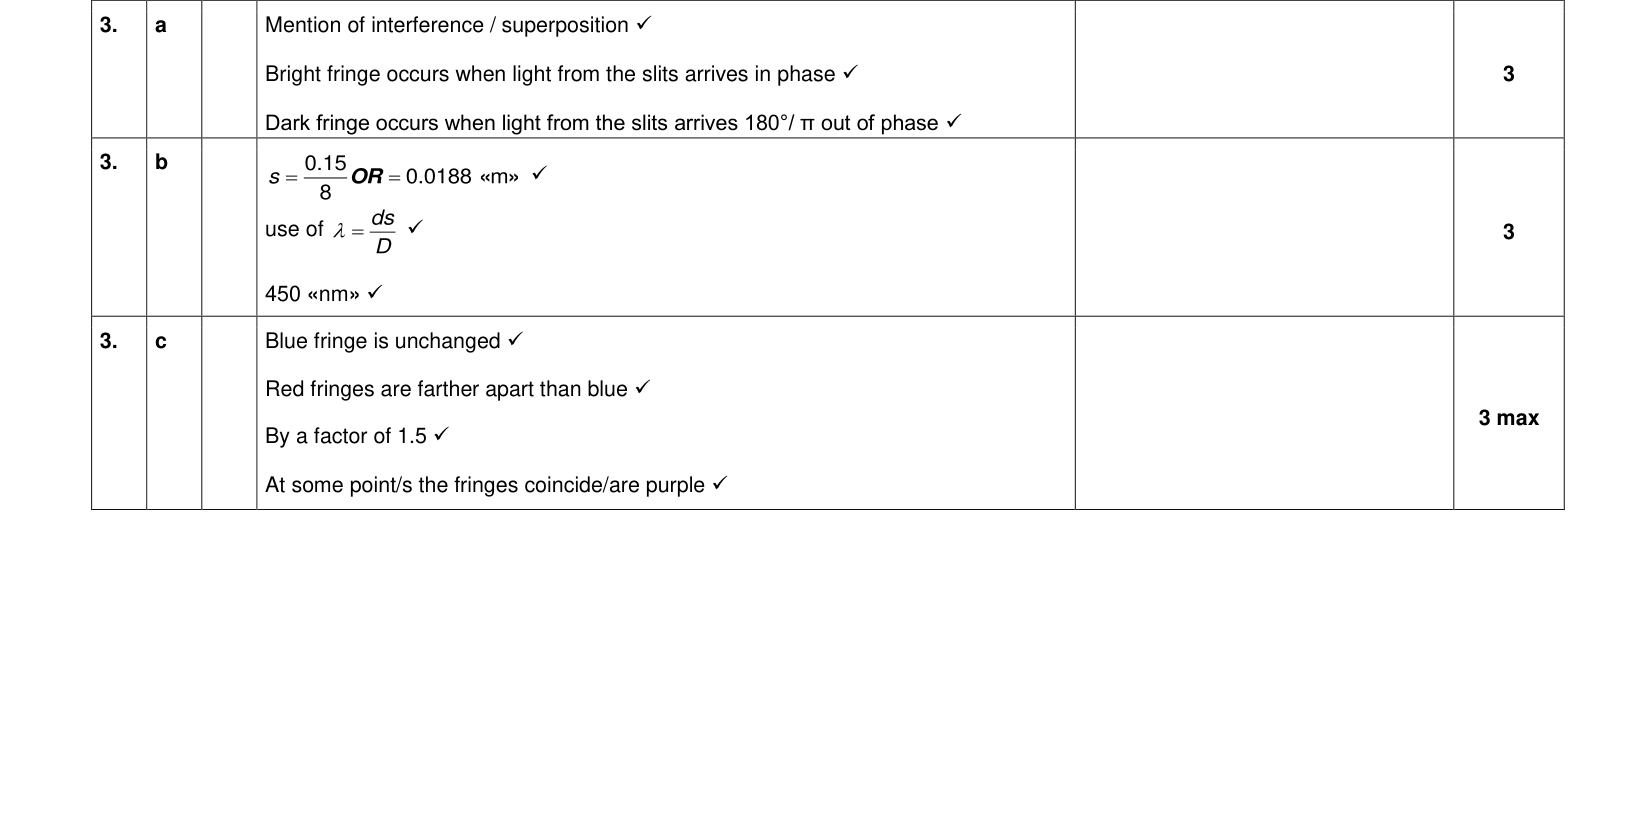 3. a Mention of interference / superposition ✓
Bright fringe occurs when light from the slits arrives in phase ✓
3
Dark fringe occurs when light from the slits arrives 180°/ π out of phase ✓
3. b s = 0.15/8 OR = 0.0188 «m» ✓
use of λ = ds/D ✓
3
450 «nm» ✓
3. c Blue fringe is unchanged ✓
Red fringes are farther apart than blue ✓
3 max
By a factor of 1.5 ✓
At some point/s the fringes coincide/are purple ✓